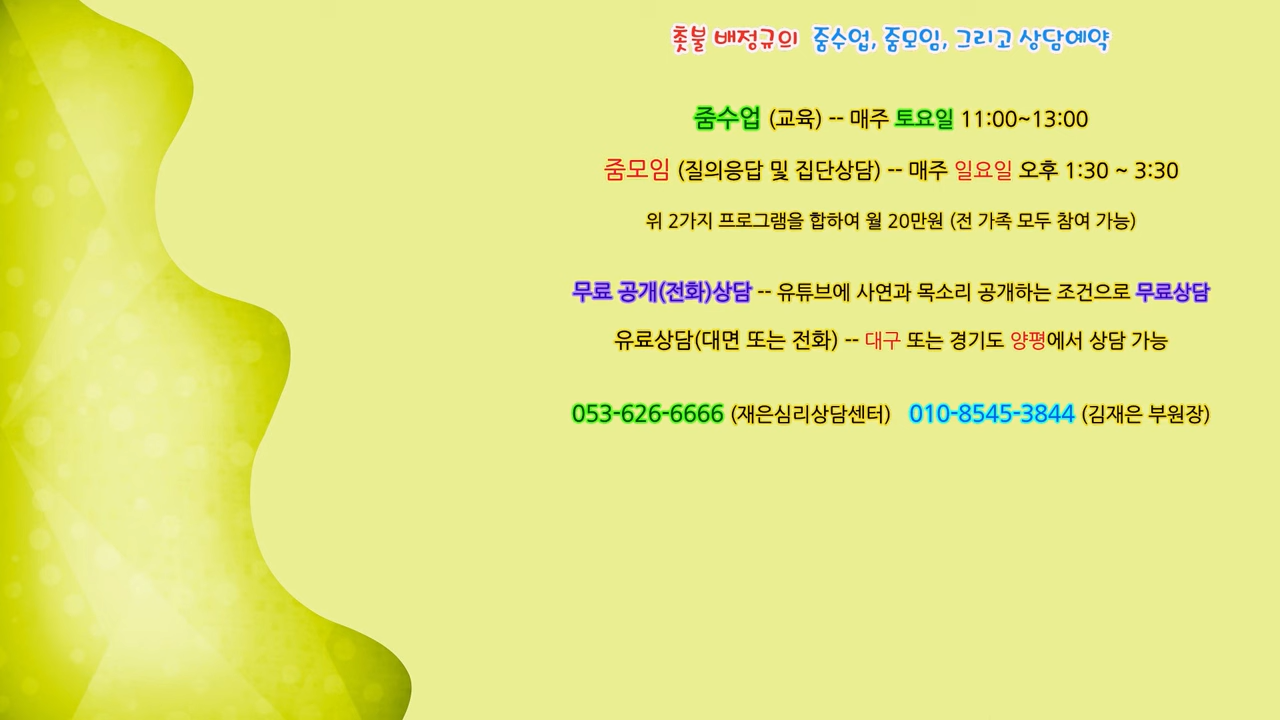 촛불 배정규의 줌수업, 줌모임, 그리고 상담예약
줌수업 (교육) -- 매주 토요일 11:00~13:00
줌모임 (질의응답 및 집단상담) -- 매주 일요일 오후 1:30 ~ 3:30
위 2가지 프로그램을 합하여 월 20만원 (전 가족 모두 참여 가능)
무료 공개(전화)상담 -- 유튜브에 사연과 목소리 공개하는 조건으로 무료상담
유료상담(대면 또는 전화) -- 대구 또는 경기도 양평에서 상담 가능
053-626-6666 (재은심리상담센터) 010-8545-3844 (김재은 부원장)